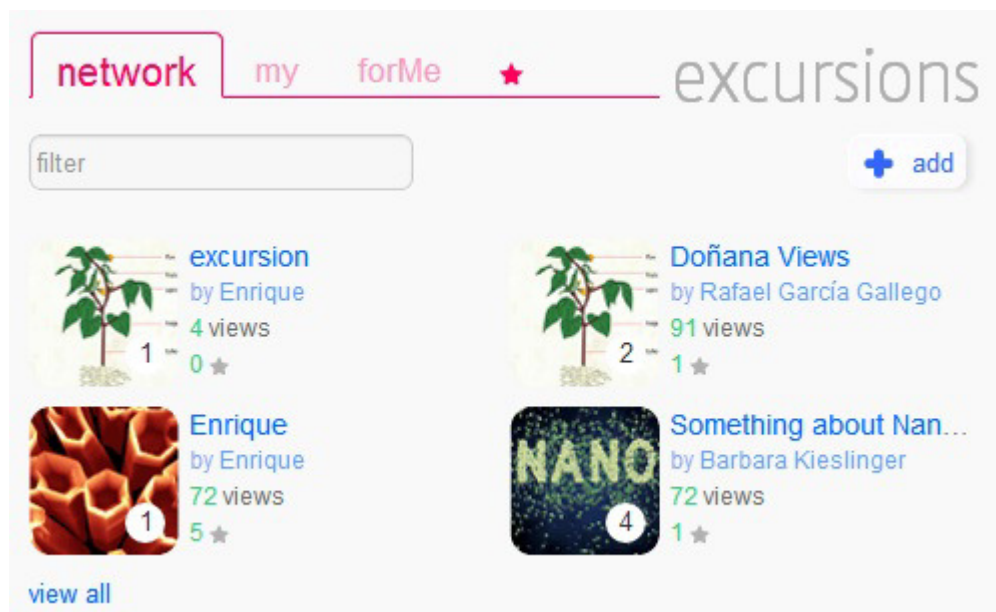 network my forMe ★ excursions
filter
add
excursion
by Enrique
4 views
0 ★
1
Doñana Views
by Rafael García Gallego
91 views
1 ★
2
Enrique
by Enrique
72 views
5 ★
1
Something about Nan...
by Barbara Kieslinger
72 views
1 ★
NANO
4
view all